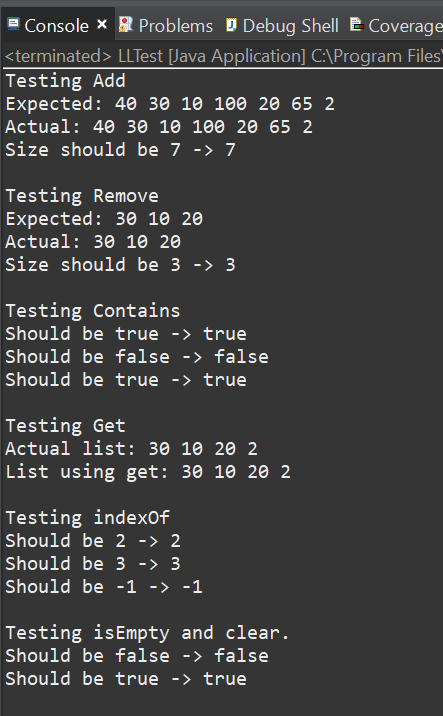 Console × Problems Debug Shell Coverage
<terminated> LLTest [Java Application] C:\Program Files\
Testing Add
Expected: 40 30 10 100 20 65 2
Actual: 40 30 10 100 20 65 2
Size should be 7 -> 7
Testing Remove
Expected: 30 10 20
Actual: 30 10 20
Size should be 3 -> 3
Testing Contains
Should be true -> true
Should be false -> false
Should be true -> true
Testing Get
Actual list: 30 10 20 2
List using get: 30 10 20 2
Testing indexOf
Should be 2 -> 2
Should be 3 -> 3
Should be -1 -> -1
Testing isEmpty and clear.
Should be false -> false
Should be true -> true